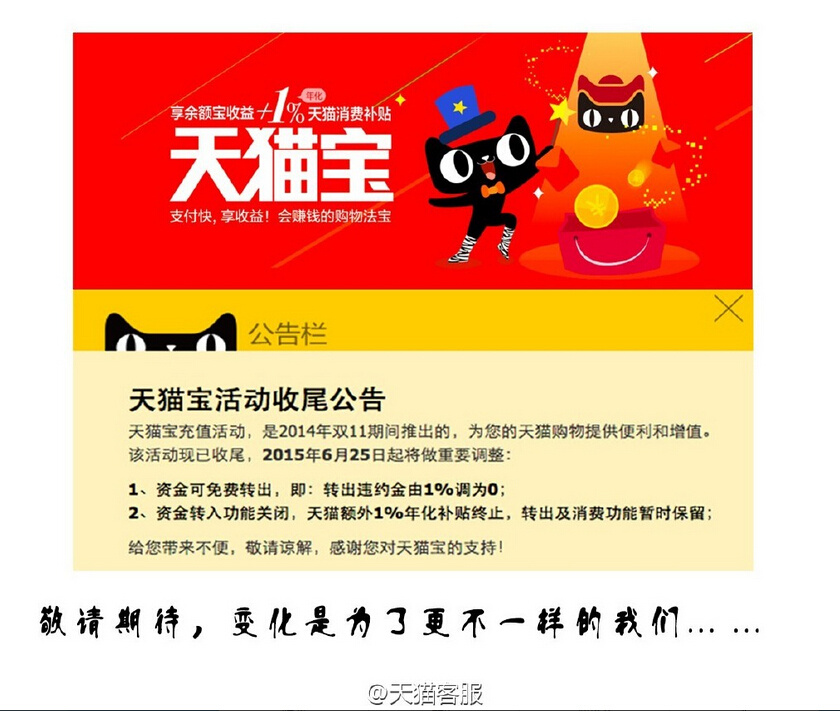 享余额宝收益+1%年化 天猫消费补贴
天猫宝
支付快,享收益!会赚钱的购物法宝
公告栏
天猫宝活动收尾公告
天猫宝充值活动,是2014年双11期间推出的,为您的天猫购物提供便利和增值。
该活动现已收尾,2015年6月25日起将做重要调整:
1、资金可免费转出,即:转出违约金由1%调为0;
2、资金转入功能关闭,天猫额外1%年化补贴终止,转出及消费功能暂时保留;
给您带来不便,敬请谅解,感谢您对天猫宝的支持!
敬请期待,变化是为了更不一样的我们... ...
@天猫客服